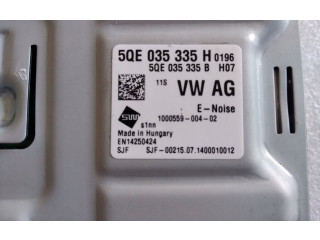 5QE 035 335 H 0196
5QE 035 335 B H07
11S VW AG
E-Noise
s1nn 1000559-004-02
Made in Hungary
EN14250424
SJF SJF-00215.07.1400010012